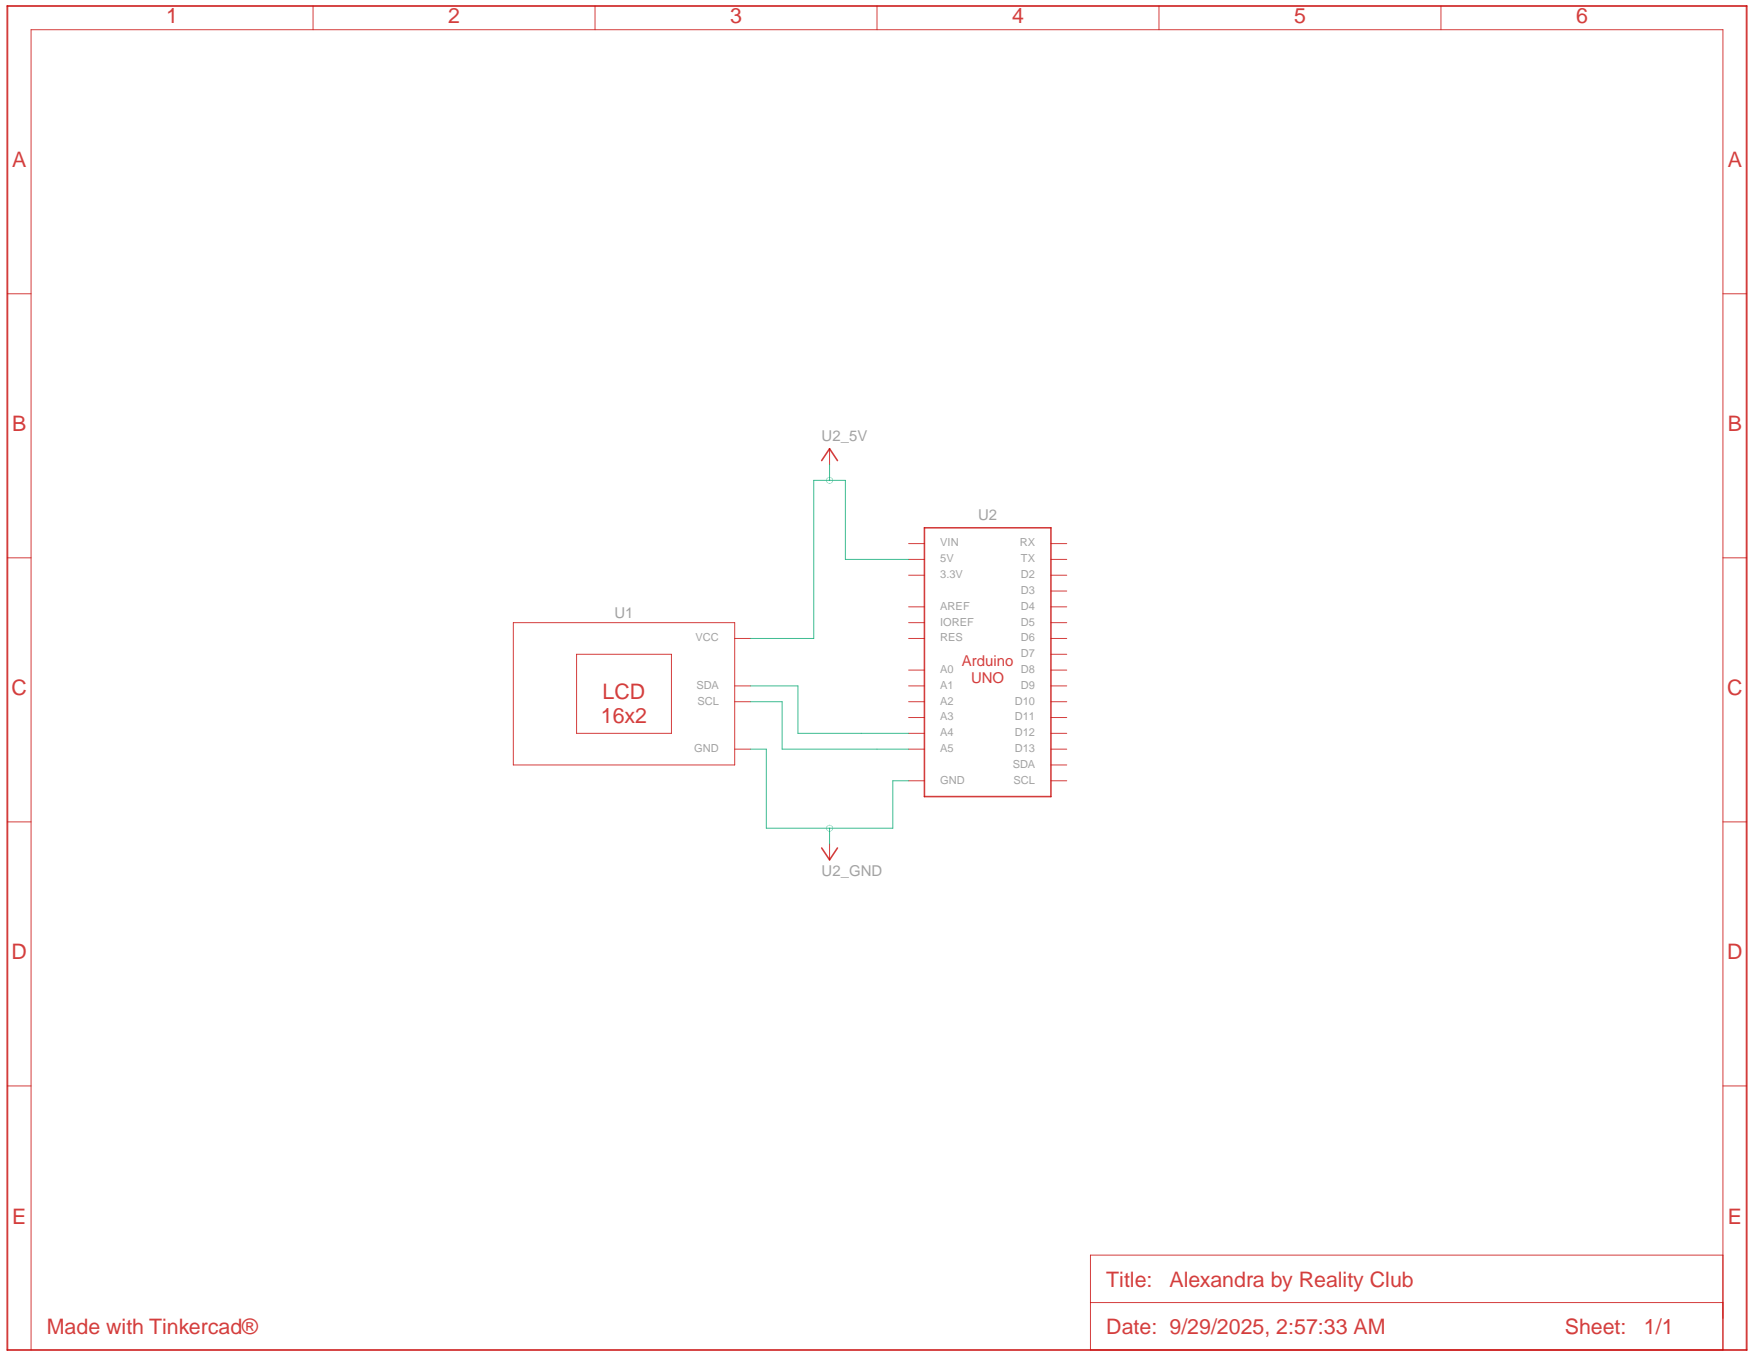 1 2 3 4 5 6
A A
B B
U2_5V
U2
VIN RX
5V TX
3.3V D2
D3
AREF D4
IOREF D5
RES D6
D7
A0 D8
A1 D9
A2 D10
A3 D11
A4 D12
A5 D13
SDA
GND SCL
Arduino
UNO
U1
VCC
SDA
SCL
GND
LCD
16x2
C C
U2_GND
D D
E E
Title: Alexandra by Reality Club
Date: 9/29/2025, 2:57:33 AM Sheet: 1/1
Made with Tinkercad®